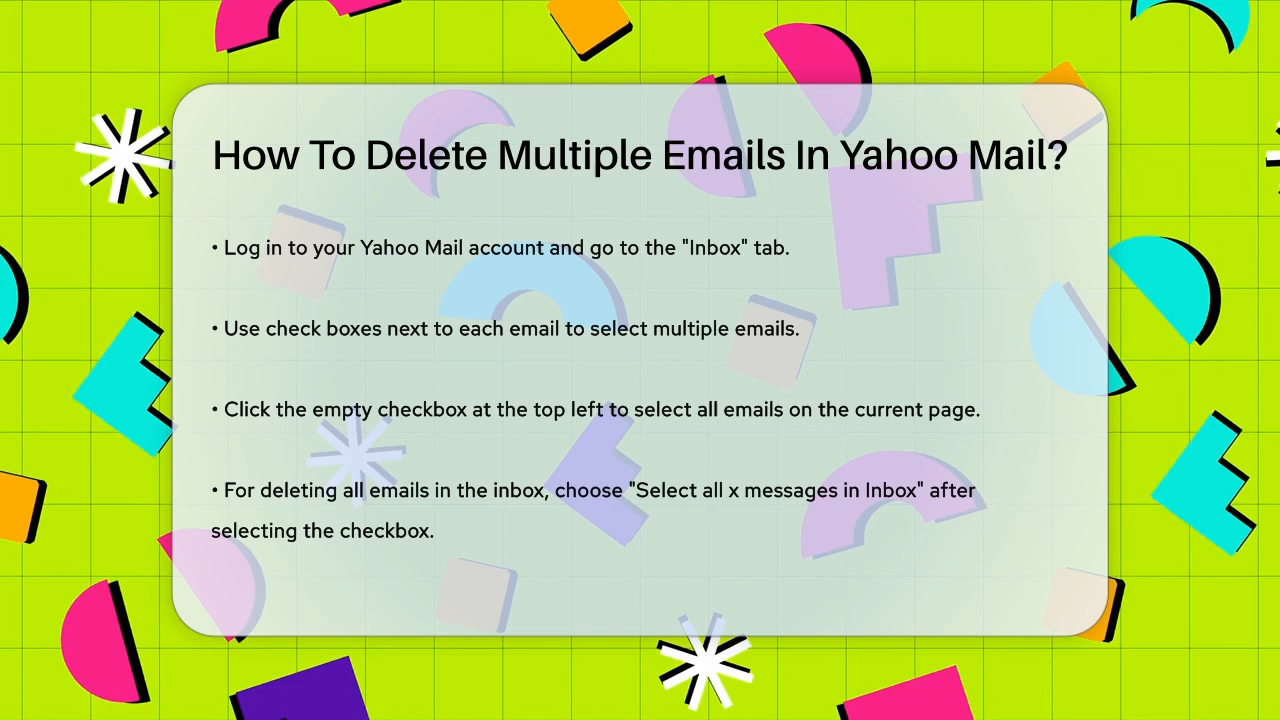 How To Delete Multiple Emails In Yahoo Mail?
• Log in to your Yahoo Mail account and go to the "Inbox" tab.
• Use check boxes next to each email to select multiple emails.
• Click the empty checkbox at the top left to select all emails on the current page.
• For deleting all emails in the inbox, choose "Select all x messages in Inbox" after
selecting the checkbox.